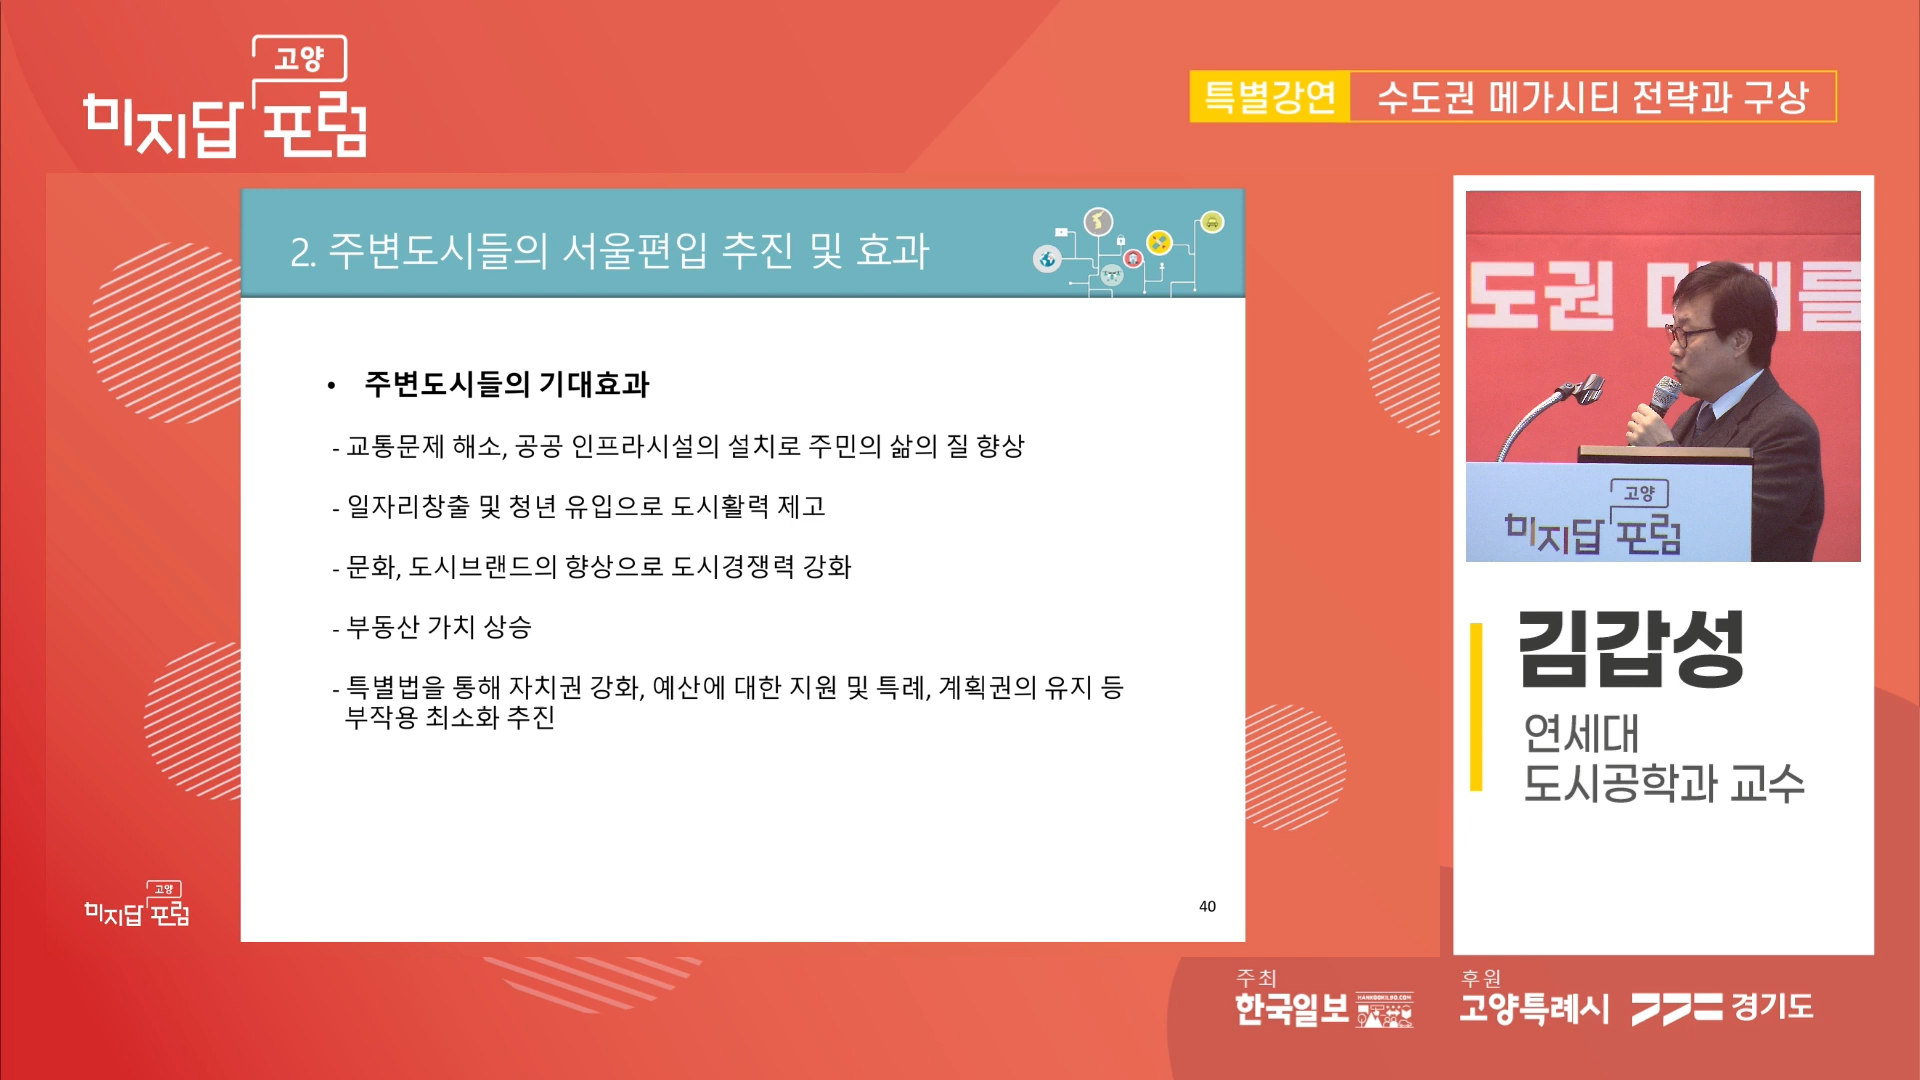 고양
미지답 포럼
특별강연 수도권 메가시티 전략과 구상
2. 주변도시들의 서울편입 추진 및 효과
• 주변도시들의 기대효과
- 교통문제 해소, 공공 인프라시설의 설치로 주민의 삶의 질 향상
- 일자리창출 및 청년 유입으로 도시활력 제고
- 문화, 도시브랜드의 향상으로 도시경쟁력 강화
- 부동산 가치 상승
- 특별법을 통해 자치권 강화, 예산에 대한 지원 및 특례, 계획권의 유지 등
부작용 최소화 추진
40
도권 를
고양
미지답 포럼
김갑성
연세대
도시공학과 교수
고양
미지답 포럼
주최
한국일보 HANKOOKILBO.COM
후원
고양특례시 경기도